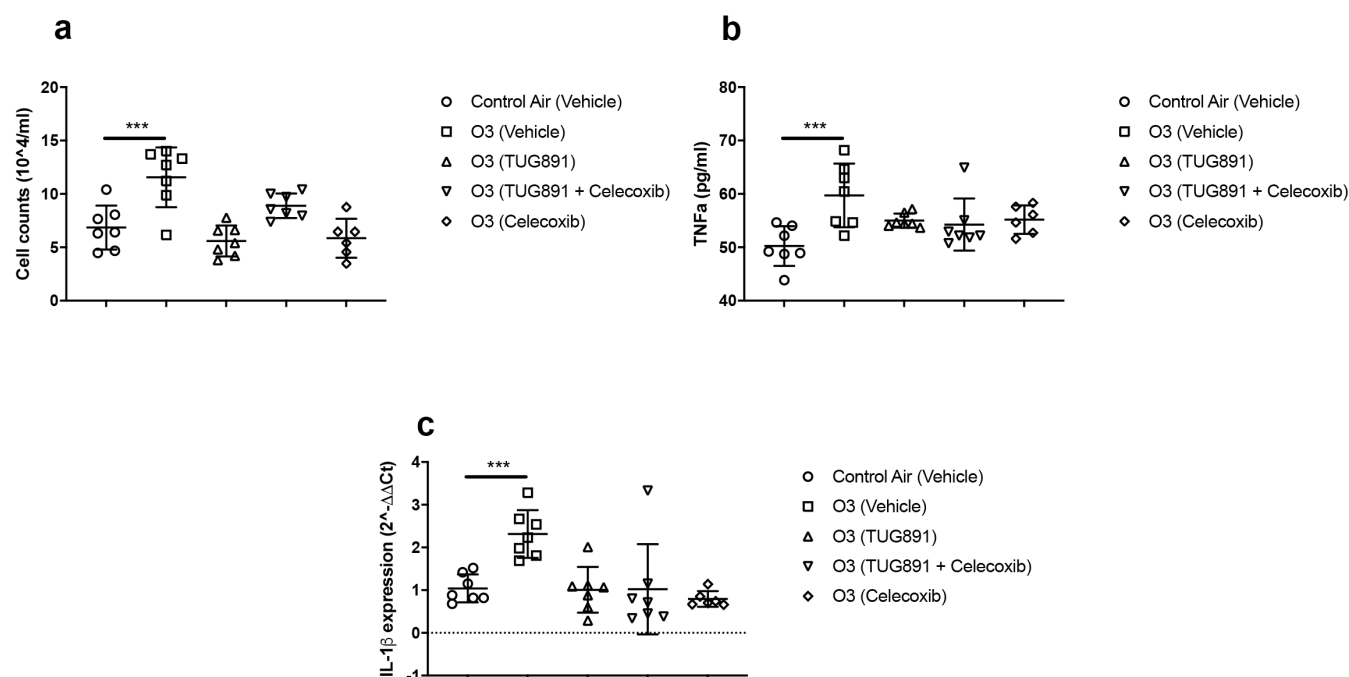 a
Cell counts (10^4/ml)
20
15
10
5
0
***
Control Air (Vehicle)
O3 (Vehicle)
O3 (TUG891)
O3 (TUG891 + Celecoxib)
O3 (Celecoxib)
b
TNFa (pg/ml)
80
70
60
50
40
***
Control Air (Vehicle)
O3 (Vehicle)
O3 (TUG891)
O3 (TUG891 + Celecoxib)
O3 (Celecoxib)
c
IL-1β expression (2^-ΔΔCt)
4
3
2
1
0
-1
***
Control Air (Vehicle)
O3 (Vehicle)
O3 (TUG891)
O3 (TUG891 + Celecoxib)
O3 (Celecoxib)